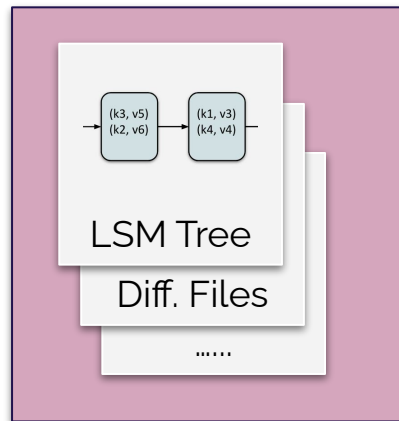 (k3, v5)
(k2, v6)
(k1, v3)
(k4, v4)
LSM Tree
Diff. Files
......